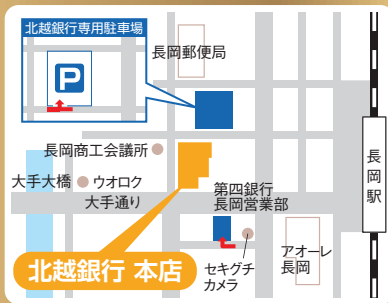 北越銀行専用駐車場
P
長岡郵便局
長岡商工会議所
大手大橋
ウオロク
大手通り
第四銀行
長岡営業部
長岡駅
北越銀行 本店
セキグチ
カメラ
アオーレ
長岡